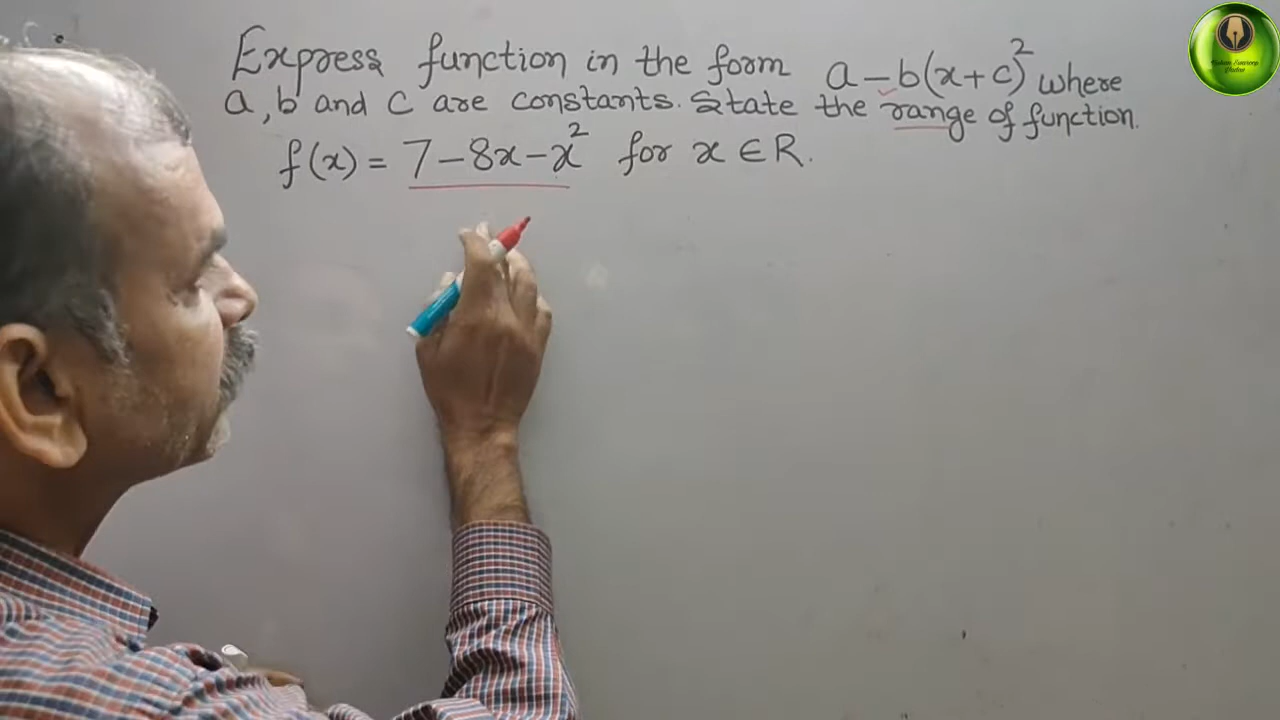 Express function in the form a-b(x+c)² where
a, b and c are constants. State the range of function.
f(x) = 7-8x-x² for x ∈ R.